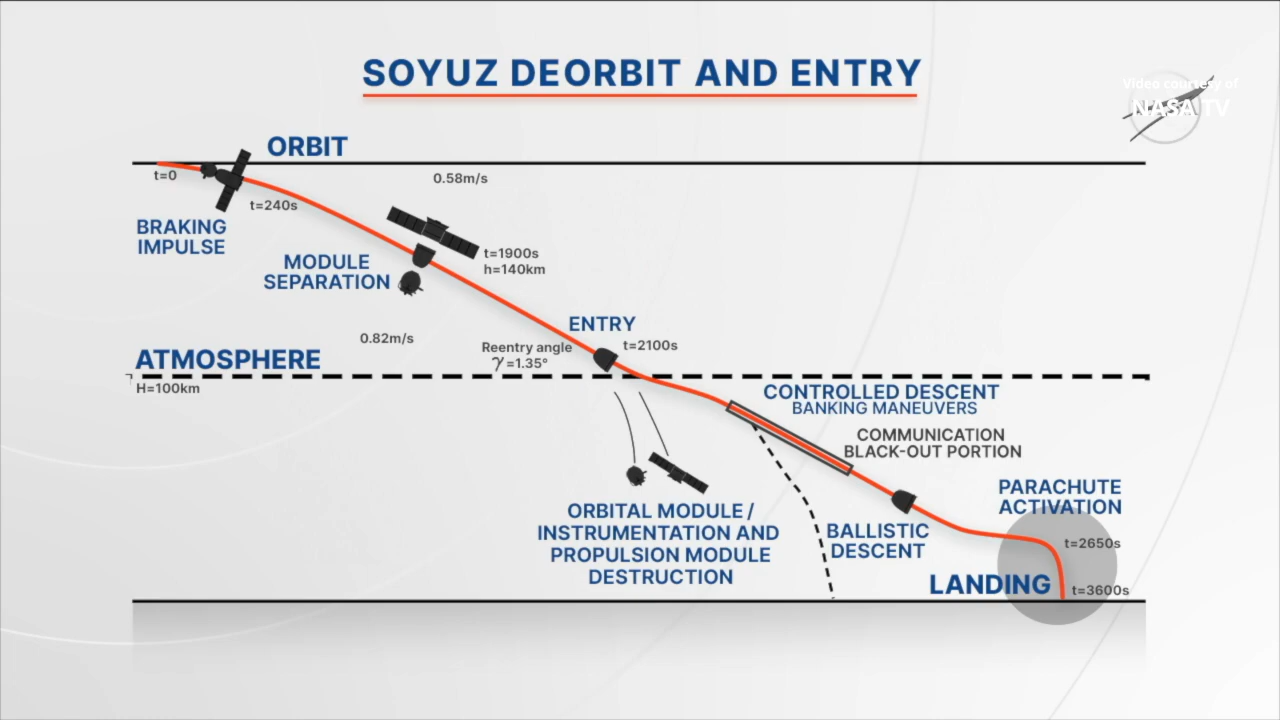 SOYUZ DEORBIT AND ENTRY
Video courtesy of
NASA TV
ORBIT
t=0
0.58m/s
t=240s
BRAKING
IMPULSE
MODULE
SEPARATION
t=1900s
h=140km
ENTRY
0.82m/s
Reentry angle
γ=1.35°
t=2100s
ATMOSPHERE
H=100km
CONTROLLED DESCENT
BANKING MANEUVERS
COMMUNICATION
BLACK-OUT PORTION
PARACHUTE
ACTIVATION
ORBITAL MODULE /
INSTRUMENTATION AND
PROPULSION MODULE
DESTRUCTION
BALLISTIC
DESCENT
t=2650s
LANDING
t=3600s